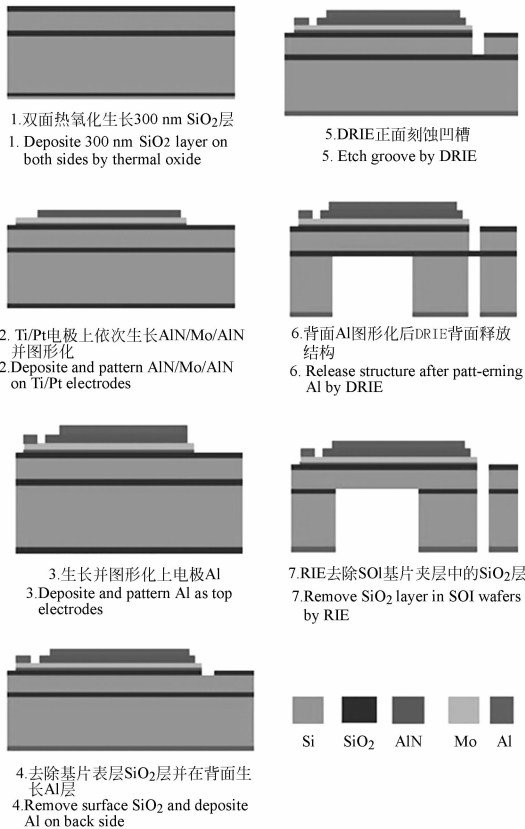 1.双面热氧化生长300 nm SiO2层
1. Deposite 300 nm SiO2 layer on
both sides by thermal oxide
2. Ti/Pt电极上依次生长AlN/Mo/AlN
并图形化
2.Deposite and pattern AlN/Mo/AlN
on Ti/Pt electrodes
3.生长并图形化上电极Al
3.Deposite and pattern Al as top
electrodes
4.去除基片表层SiO2层并在背面生
长Al层
4.Remove surface SiO2 and deposite
Al on back side
5.DRIE正面刻蚀凹槽
5. Etch groove by DRIE
6.背面Al图形化后DRIE背面释放
结构
6. Release structure after patt-erning
Al by DRIE
7.RIE去除SOl基片夹层中的SiO2层
7.Remove SiO2 layer in SOI wafers
by RIE
Si SiO2 AlN Mo Al